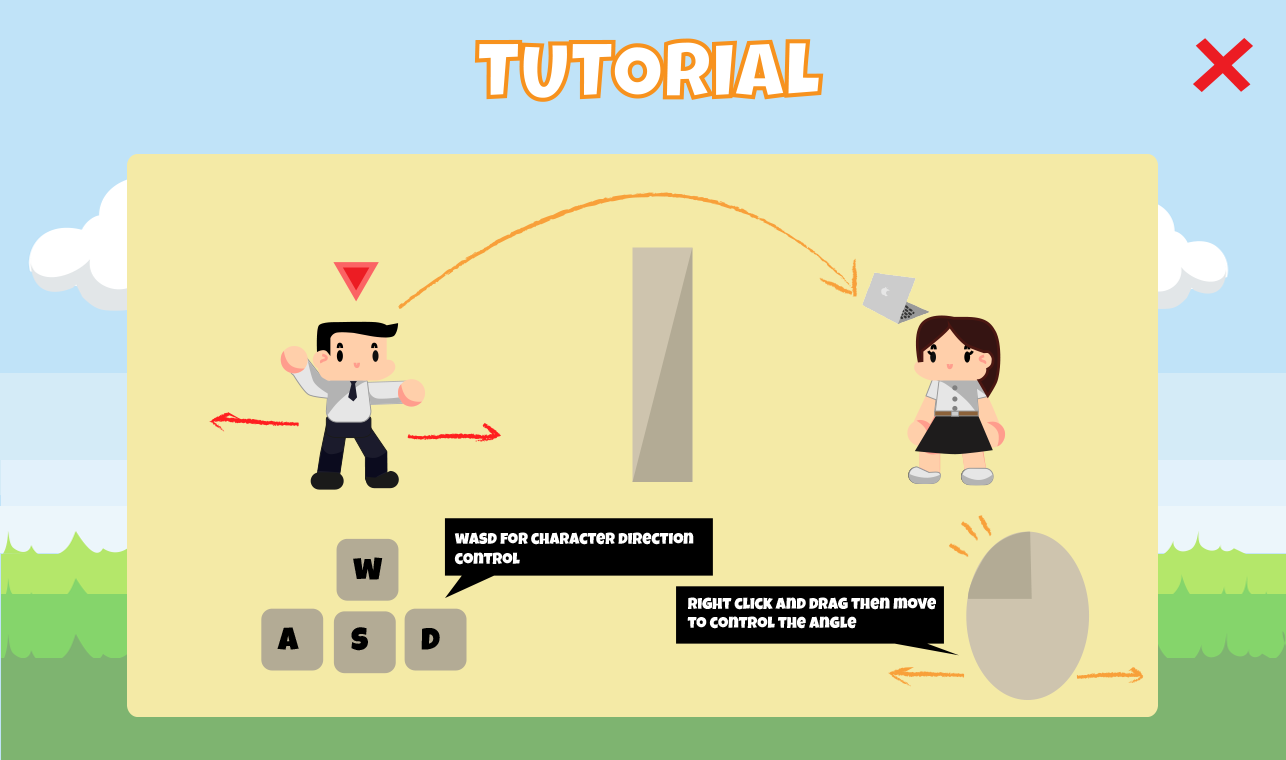 TUTORIAL
WASD FOR CHARACTER DIRECTION
CONTROL
W
A S D
RIGHT CLICK AND DRAG THEN MOVE
TO CONTROL THE ANGLE